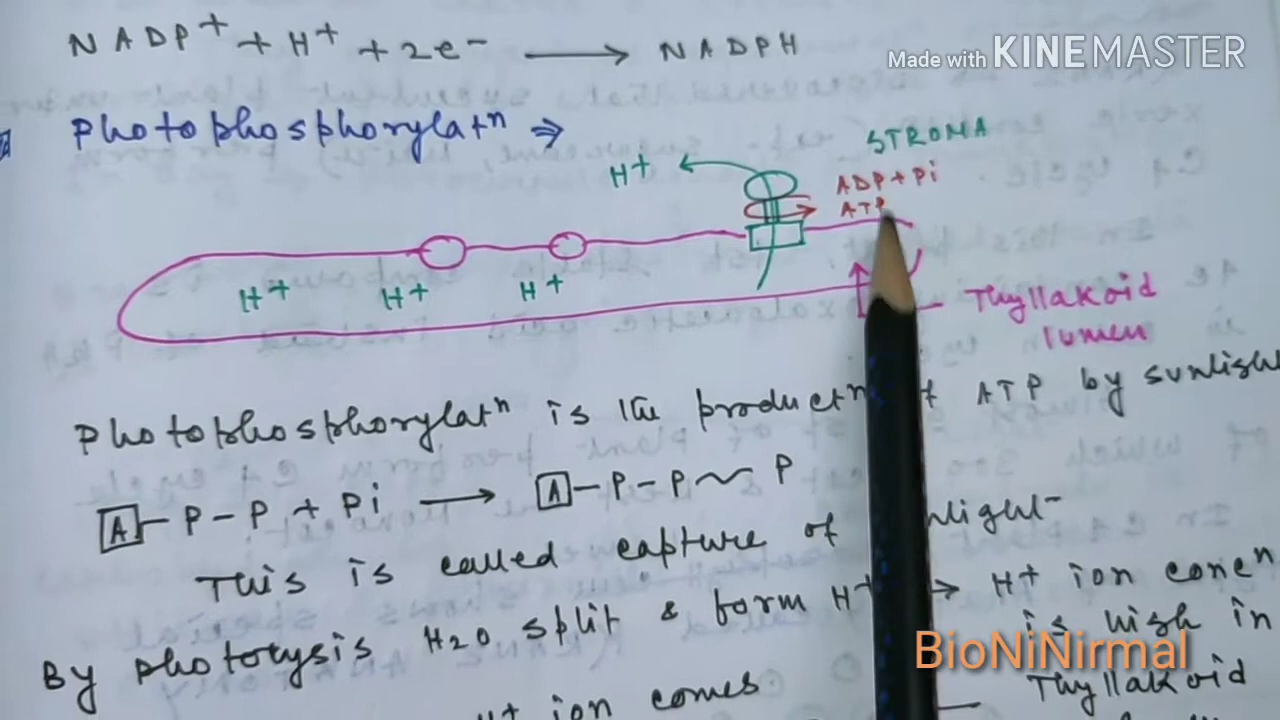 NADP+ + H+ + 2e- → NADPH
Made with KINEMASTER
Photophosphorylatn ⇒
STROMA
H+
ADP+Pi
ATP
H+ H+ H+
Thyllakoid
lumen
Photophosphorylatn is the productn of ATP by sunlight
A-P-P + Pi → A-P-P~P
This is called capture of
By photolysis H2O split & form H+ → H+ ion concn
is high in
BioNiNirmal
H+ ion comes
Thyllakoid